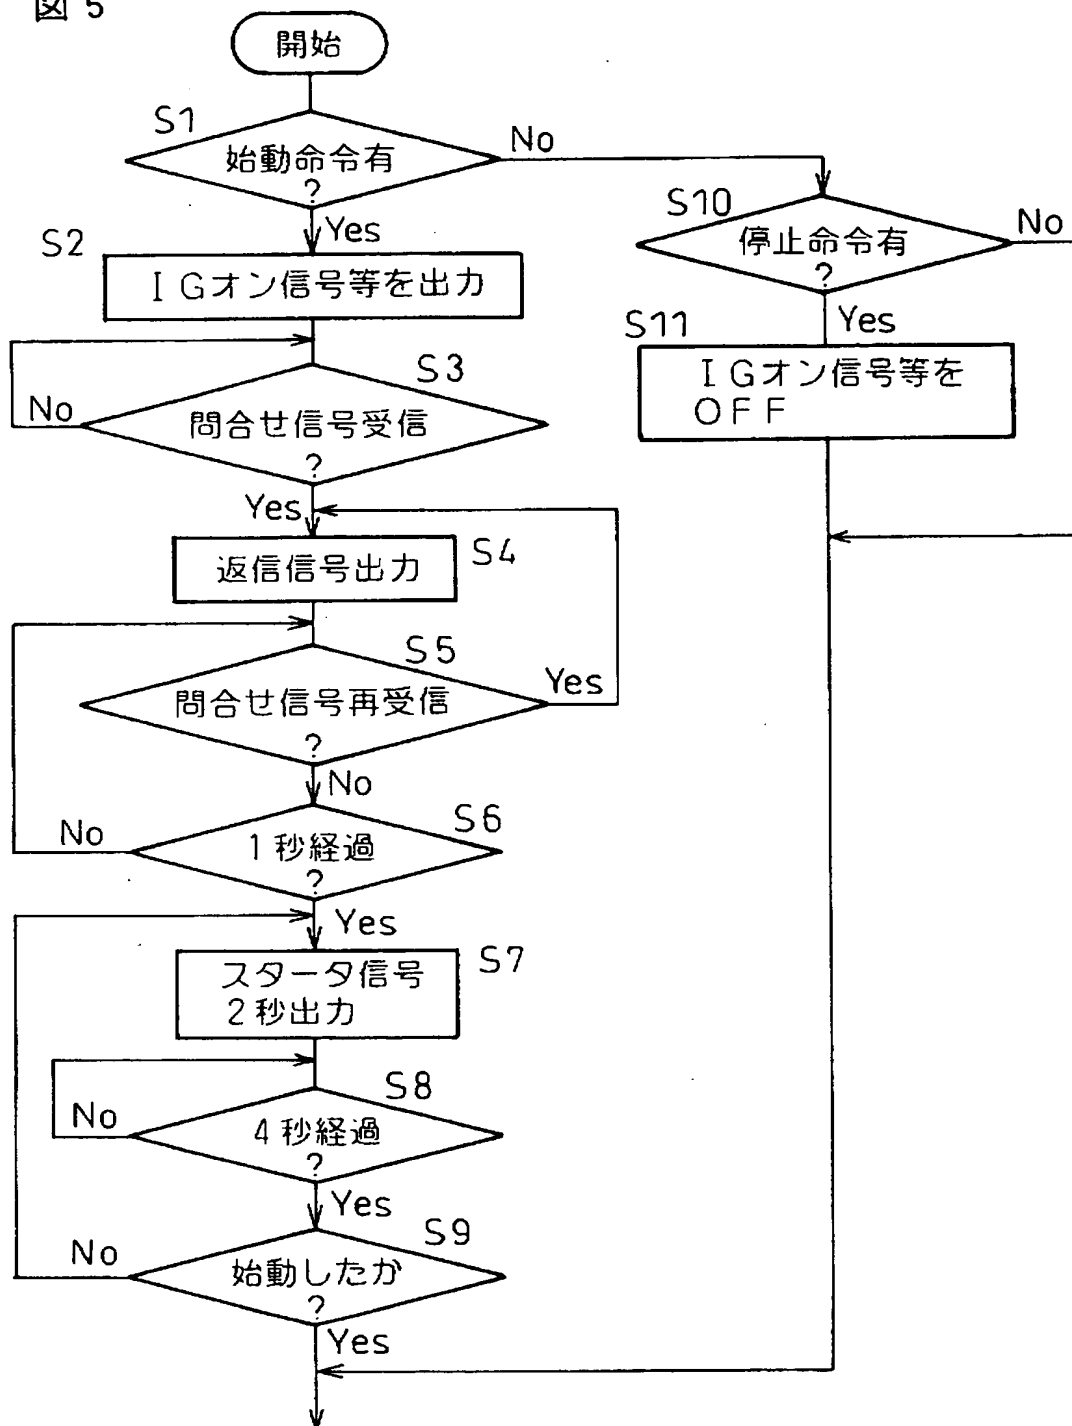 図5
開始
S1
始動命令有
?
No
Yes
S2
IGオン信号等を出力
S3
問合せ信号受信
?
No
Yes
返信信号出力
S4
S5
問合せ信号再受信
?
Yes
No
S6
1秒経過
?
No
Yes
S7
スタータ信号
2秒出力
S8
4秒経過
?
No
Yes
S9
始動したか
?
No
Yes
S10
停止命令有
?
No
Yes
S11
IGオン信号等を
OFF